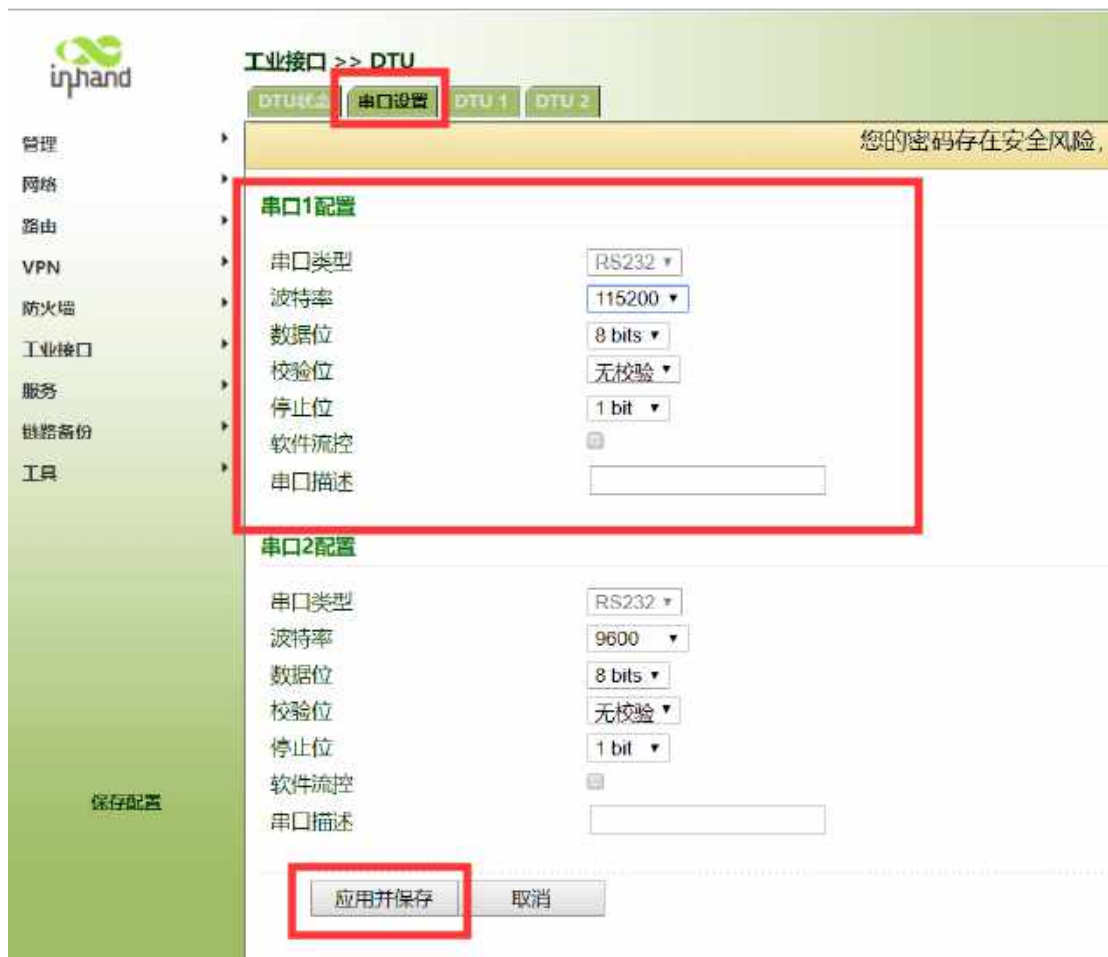 inhand
工业接口 >> DTU
DTU状态 串口设置 DTU 1 DTU 2
您的密码存在安全风险,
管理
网络
路由
VPN
防火墙
工业接口
服务
链路备份
工具
保存配置
串口1配置
串口类型 RS232
波特率 115200
数据位 8 bits
校验位 无校验
停止位 1 bit
软件流控
串口描述
串口2配置
串口类型 RS232
波特率 9600
数据位 8 bits
校验位 无校验
停止位 1 bit
软件流控
串口描述
应用并保存 取消